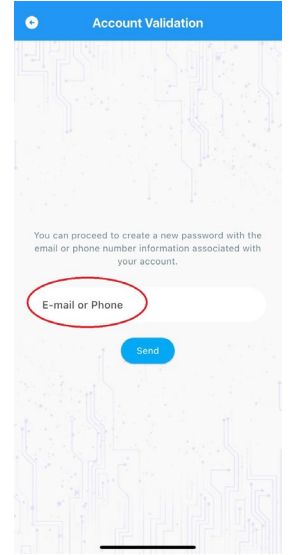 Account Validation
You can proceed to create a new password with the
email or phone number information associated with
your account.
E-mail or Phone
Send